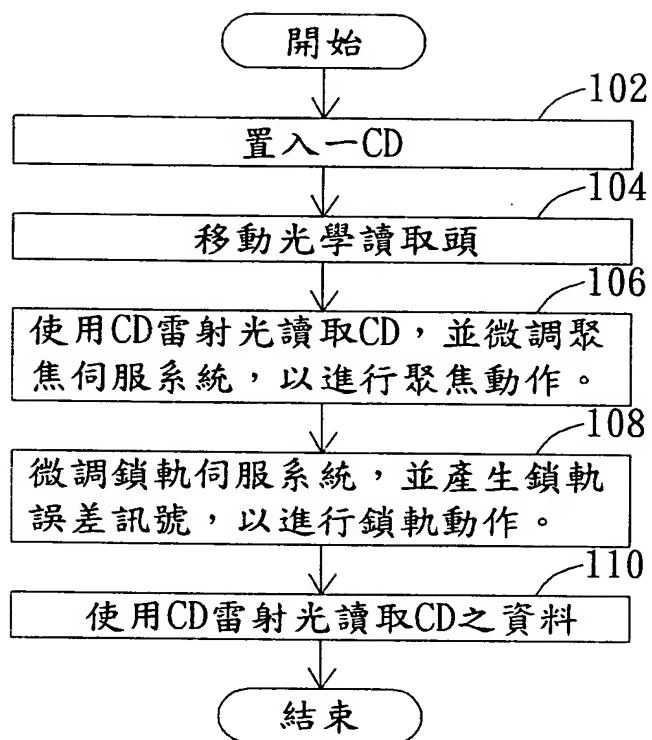 開始
102
置入一CD
104
移動光學讀取頭
106
使用CD雷射光讀取CD,並微調聚
焦伺服系統,以進行聚焦動作。
108
微調鎖軌伺服系統,並產生鎖軌
誤差訊號,以進行鎖軌動作。
110
使用CD雷射光讀取CD之資料
結束